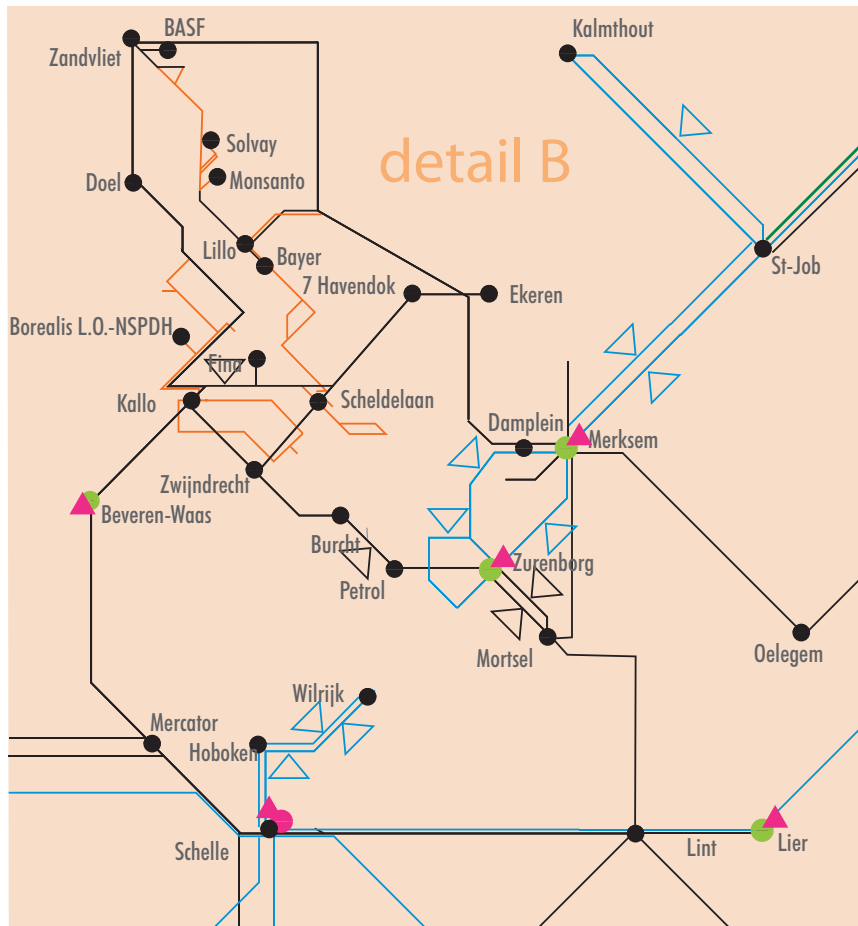 BASF
Kalmthout
Zandvliet
Solvay
detail B
Monsanto
Doel
Lillo
Bayer
St-Job
7 Havendok
Ekeren
Borealis L.O.-NSPDH
Fina
Kallo
Scheldelaan
Damplein
Merksem
Zwijndrecht
Beveren-Waas
Burcht
Zurenborg
Petrol
Mortsel
Oelegem
Wilrijk
Mercator
Hoboken
Schelle
Lint
Lier